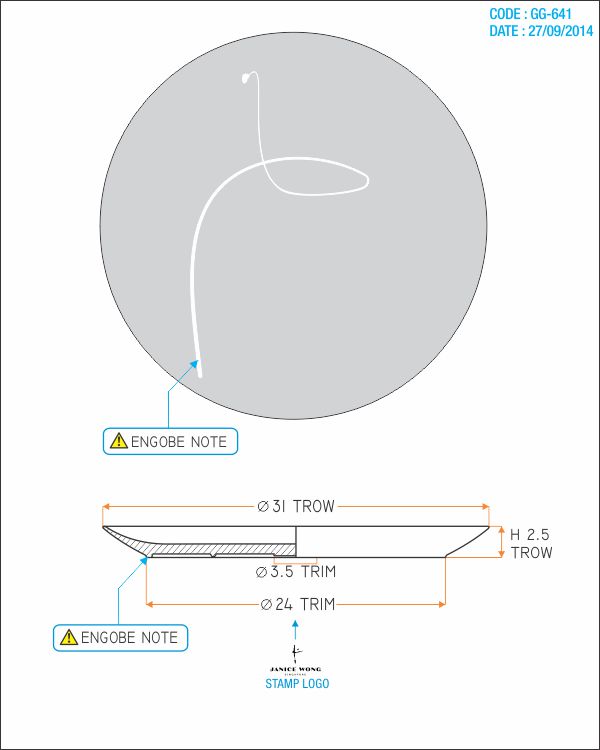 CODE : GG-641
DATE : 27/09/2014
ENGOBE NOTE
Ø 31 TROW
H 2.5
TROW
Ø 3.5 TRIM
Ø 24 TRIM
ENGOBE NOTE
JANICE WONG
SINGAPORE
STAMP LOGO